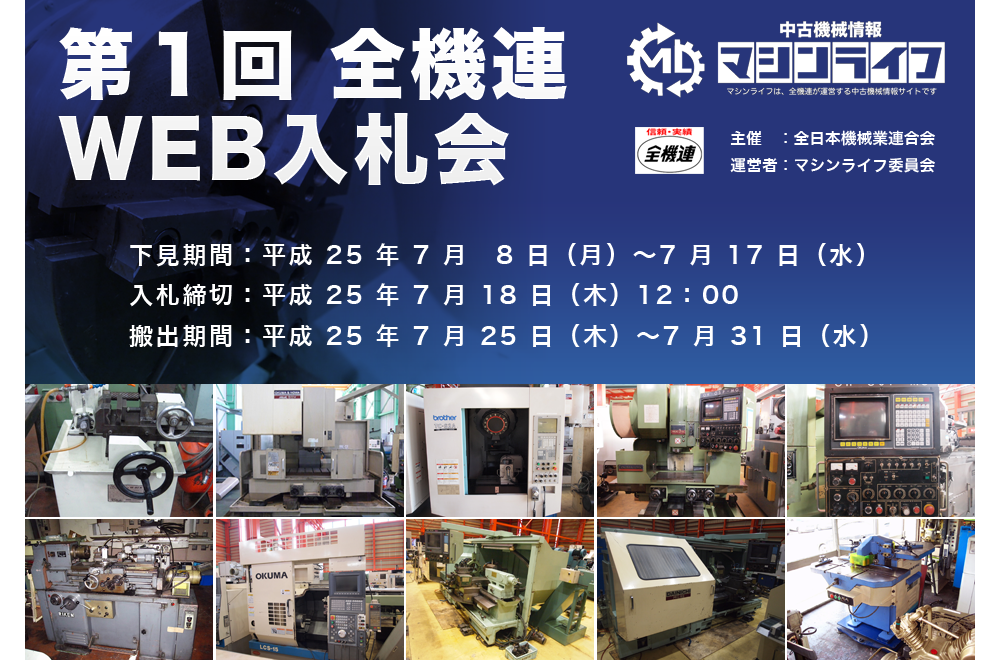 第１回 全機連
WEB入札会
中古機械情報
マシンライフ
マシンライフは、全機連が運営する中古機械情報サイトです
信頼・実績
全機連
主催　：全日本機械業連合会
運営者：マシンライフ委員会
下見期間：平成 25 年 7 月　8 日（月）～7 月 17 日（水）
入札締切：平成 25 年 7 月 18 日（木）12：00
搬出期間：平成 25 年 7 月 25 日（木）～7 月 31 日（水）
brother
OKUMA
LCS-15